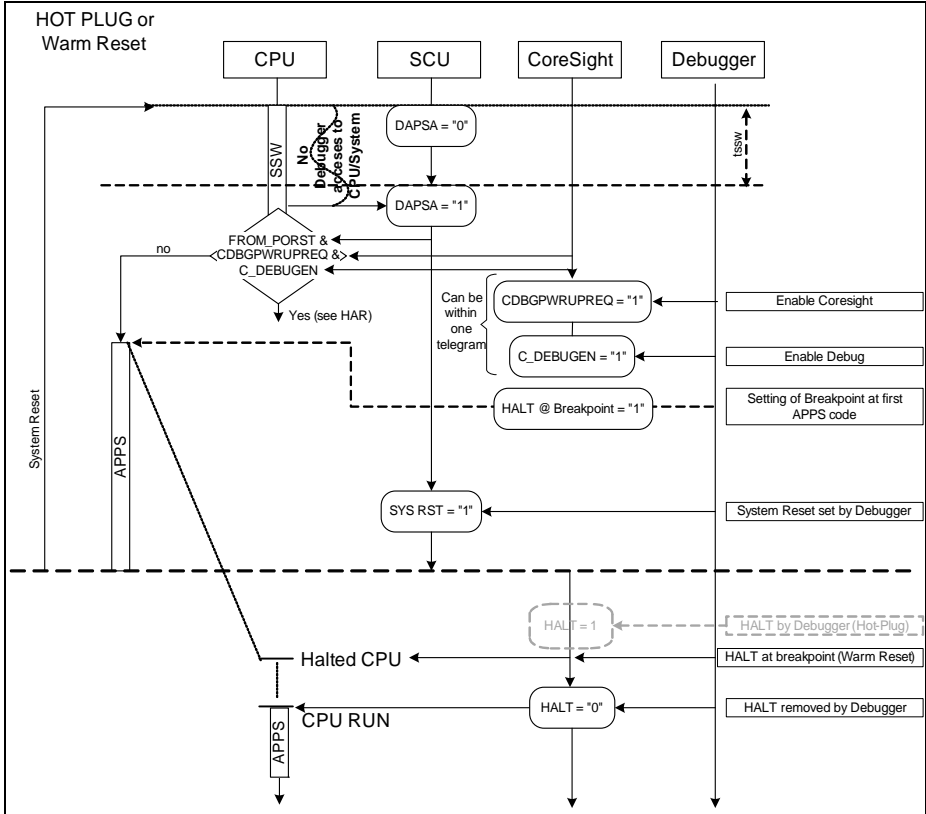 HOT PLUG or
Warm Reset
CPU
SCU
CoreSight
Debugger
SSW
No
Debugger
acceses to
CPU/System
DAPSA = "0"
tssw
DAPSA = "1"
FROM_PORST &
CDBGPWRUPREQ &
C_DEBUGEN
no
Yes (see HAR)
Can be
within
one
telegram
CDBGPWRUPREQ = "1"
Enable Coresight
C_DEBUGEN = "1"
Enable Debug
HALT @ Breakpoint = "1"
Setting of Breakpoint at first
APPS code
System Reset
APPS
SYS RST = "1"
System Reset set by Debugger
HALT = 1
HALT by Debugger (Hot-Plug)
Halted CPU
HALT at breakpoint (Warm Reset)
HALT = "0"
HALT removed by Debugger
CPU RUN
APPS